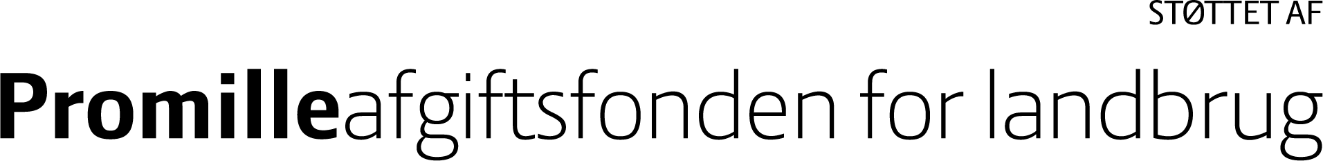 STØTTET AF
Promilleafgiftsfonden for landbrug